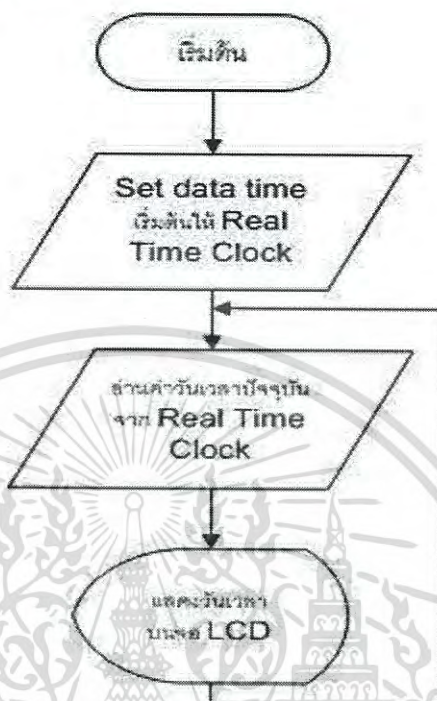 เริ่มต้น
Set data time
เริ่มต้นให้ Real
Time Clock
อ่านค่าวันเวลาปัจจุบัน
จาก Real Time
Clock
แสดงวันเวลา
บนจอ LCD